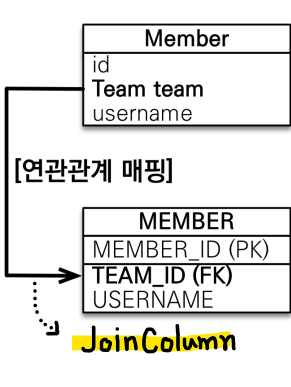 Member
id
Team team
username
[연관관계 매핑]
MEMBER
MEMBER_ID (PK)
TEAM_ID (FK)
USERNAME
JoinColumn